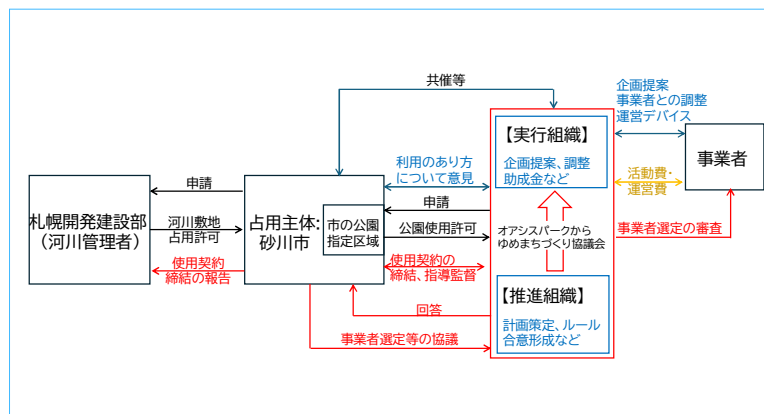 共催等
企画提案
事業者との調整
運営デバイス
【実行組織】
企画提案、調整
助成金など
事業者
利用のあり方
について意見
活動費・
運営費
申請
申請
札幌開発建設部
(河川管理者)
河川敷地
占用許可
占用主体:
砂川市
市の公園
指定区域
公園使用許可
オアシスパークから
ゆめまちづくり協議会
事業者選定の審査
使用契約
締結の報告
使用契約の
締結、指導監督
【推進組織】
計画策定、ルール
合意形成など
回答
事業者選定等の協議